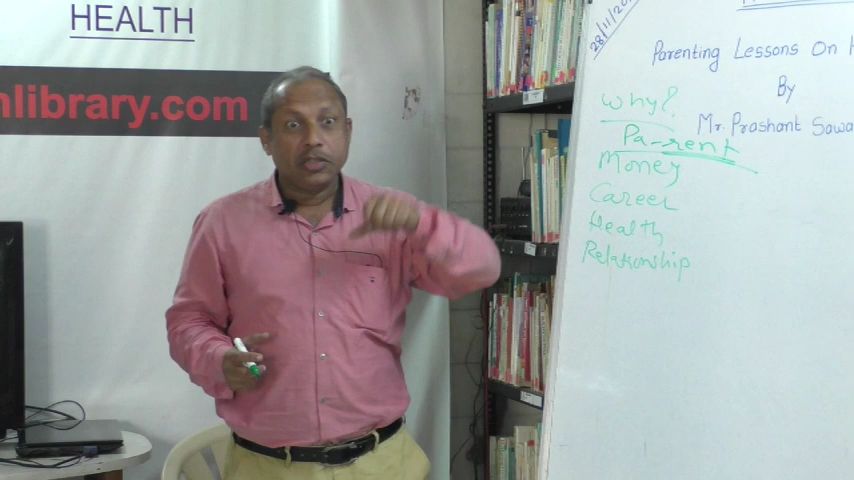 HEALTH
library.com
28/11/20
Parenting Lessons On
By
Mr. Prashant Sawa
why?
Pa-rent
Money
Career
Health
Relationship